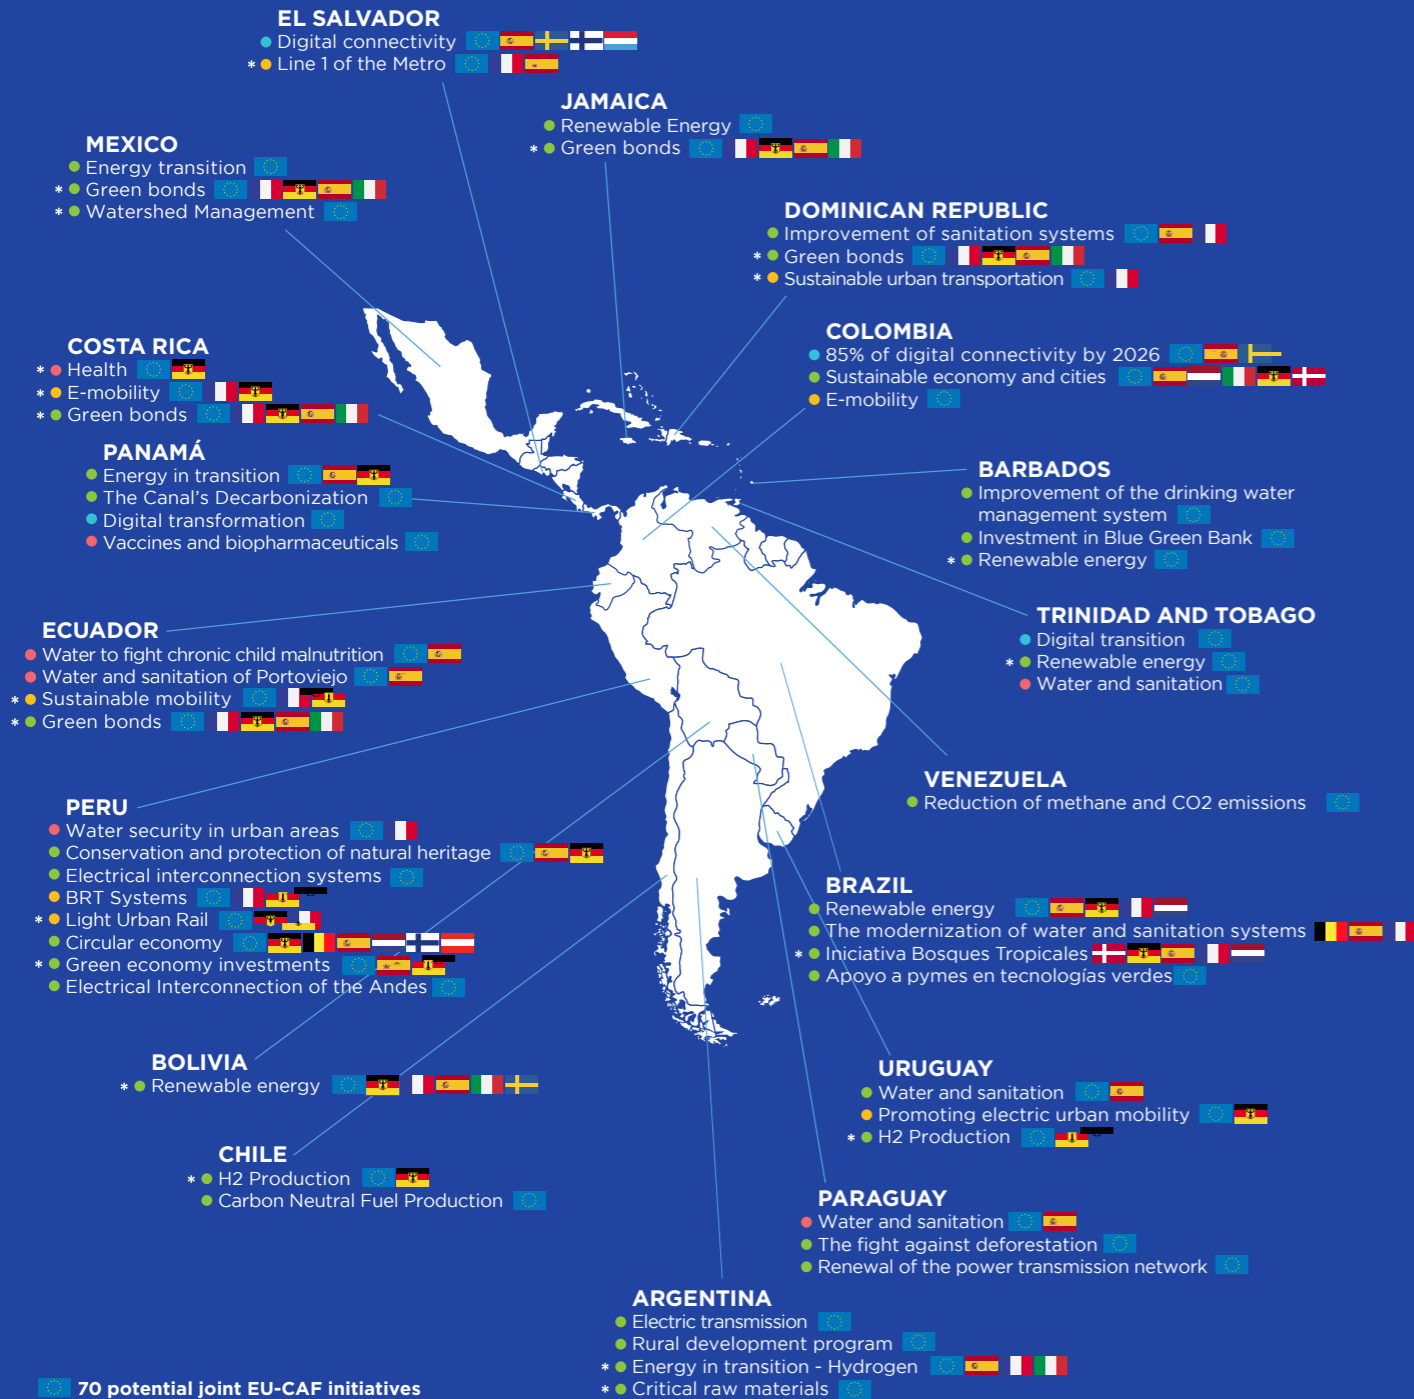 EL SALVADOR
Digital connectivity
* Line 1 of the Metro
JAMAICA
Renewable Energy
* Green bonds
MEXICO
Energy transition
* Green bonds
* Watershed Management
DOMINICAN REPUBLIC
Improvement of sanitation systems
* Green bonds
* Sustainable urban transportation
COSTA RICA
* Health
* E-mobility
* Green bonds
COLOMBIA
85% of digital connectivity by 2026
Sustainable economy and cities
E-mobility
PANAMÁ
Energy in transition
The Canal's Decarbonization
Digital transformation
Vaccines and biopharmaceuticals
BARBADOS
Improvement of the drinking water
management system
Investment in Blue Green Bank
* Renewable energy
TRINIDAD AND TOBAGO
Digital transition
* Renewable energy
Water and sanitation
ECUADOR
Water to fight chronic child malnutrition
Water and sanitation of Portoviejo
* Sustainable mobility
* Green bonds
VENEZUELA
Reduction of methane and CO2 emissions
PERU
Water security in urban areas
Conservation and protection of natural heritage
Electrical interconnection systems
BRT Systems
* Light Urban Rail
Circular economy
* Green economy investments
Electrical Interconnection of the Andes
BRAZIL
Renewable energy
The modernization of water and sanitation systems
* Iniciativa Bosques Tropicales
Apoyo a pymes en tecnologías verdes
BOLIVIA
* Renewable energy
URUGUAY
Water and sanitation
Promoting electric urban mobility
* H2 Production
CHILE
* H2 Production
Carbon Neutral Fuel Production
PARAGUAY
Water and sanitation
The fight against deforestation
Renewal of the power transmission network
ARGENTINA
Electric transmission
Rural development program
* Energy in transition - Hydrogen
* Critical raw materials
70 potential joint EU-CAF initiatives